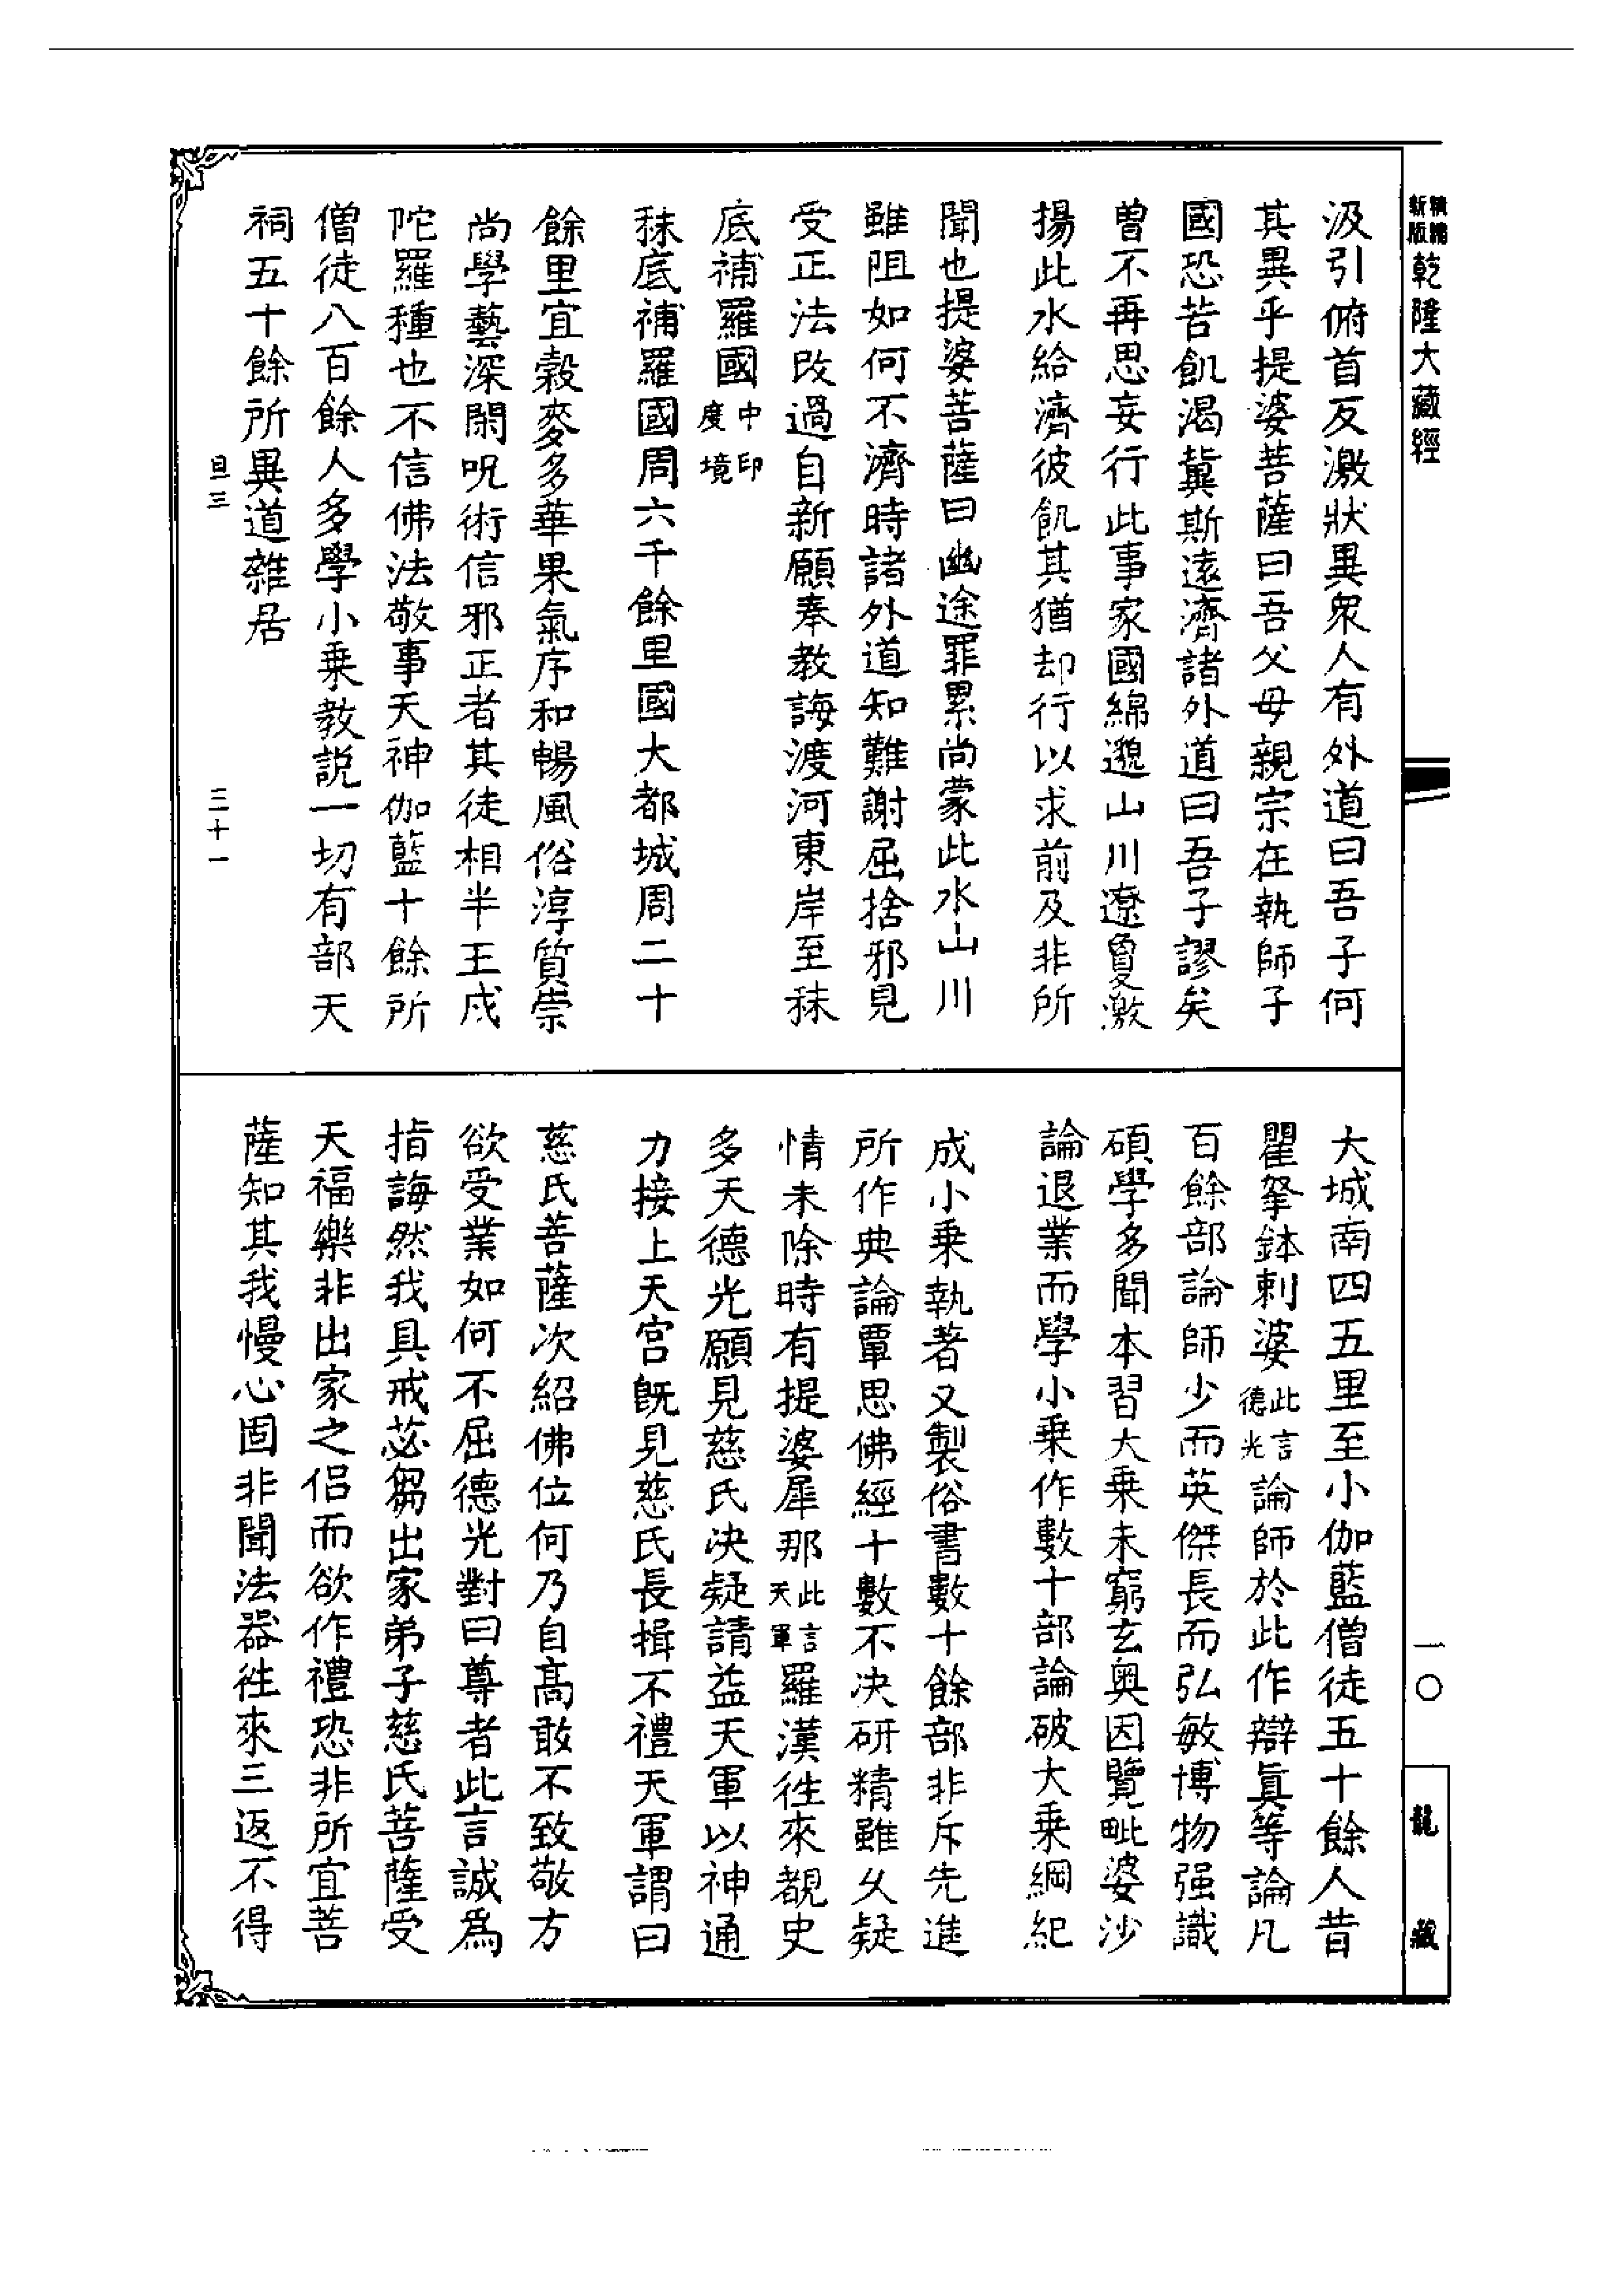 精編
新版
乾隆大藏經
一〇
龍藏
汲引俯首反激狀異衆人有外道曰吾子何
其異乎提婆菩薩曰吾父母親宗在執師子
國恐苦飢渴冀斯遠濟諸外道曰吾子謬矣
曾不再思妄行此事家國綿邈山川遼敻激
揚此水給濟彼飢其猶却行以求前及非所
聞也提婆菩薩曰幽途罪累尚蒙此水山川
雖阻如何不濟時諸外道知難謝屈捨邪見
受正法改過自新願奉教誨渡河東岸至秣
底補羅國中印度境
秣底補羅國周六千餘里國大都城周二十
餘里宜穀麥多華果氣序和暢風俗淳質崇
尚學藝深閑呪術信邪正者其徒相半王戍
陀羅種也不信佛法敬事天神伽藍十餘所
僧徒八百餘人多學小乗教說一切有部天
祠五十餘所異道雜居
旦三
三十一
大城南四五里至小伽藍僧徒五十餘人昔
瞿拏鉢剌婆此言德光論師於此作辯眞等論凡
百餘部論師少而英傑長而弘敏博物强識
碩學多聞本習大乗未窮玄奥因覽毗婆沙
論退業而學小乗作數十部論破大乗綱紀
成小乗執著又製俗書數十餘部非斥先進
所作典論覃思佛經十數不决研精雖乆疑
情未除時有提婆犀那此言天軍羅漢徃來覩史
多天德光願見慈氏决疑請益天軍以神通
力接上天宫旣見慈氏長揖不禮天軍謂曰
慈氏菩薩次紹佛位何乃自髙敢不致敬方
欲受業如何不屈德光對曰尊者此言誠爲
指誨然我具戒苾芻出家弟子慈氏菩薩受
天福樂非出家之侣而欲作禮恐非所宜菩
薩知其我慢心固非聞法器徃來三返不得